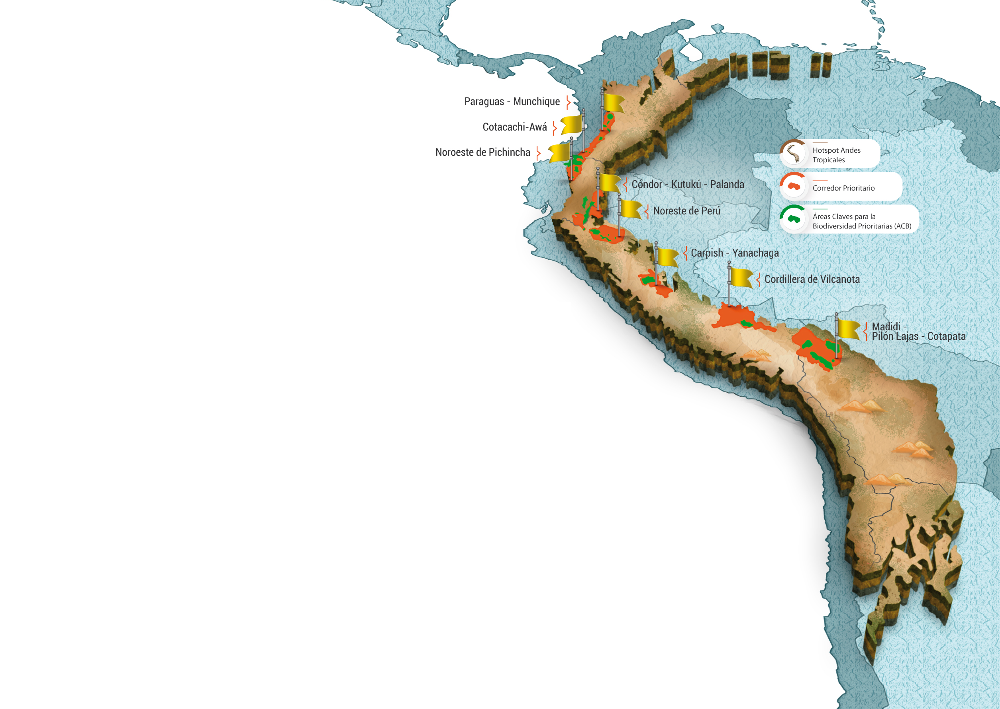 Paraguas - Munchique
Cotacachi-Awá
Noroeste de Pichincha
Hotspot Andes
Tropicales
Corredor Prioritario
Cóndor - Kutukú - Palanda
Noreste de Perú
Áreas Claves para la
Biodiversidad Prioritarias (ACB)
Carpish - Yanachaga
Cordillera de Vilcanota
Madidi -
Pilón Lajas - Cotapata